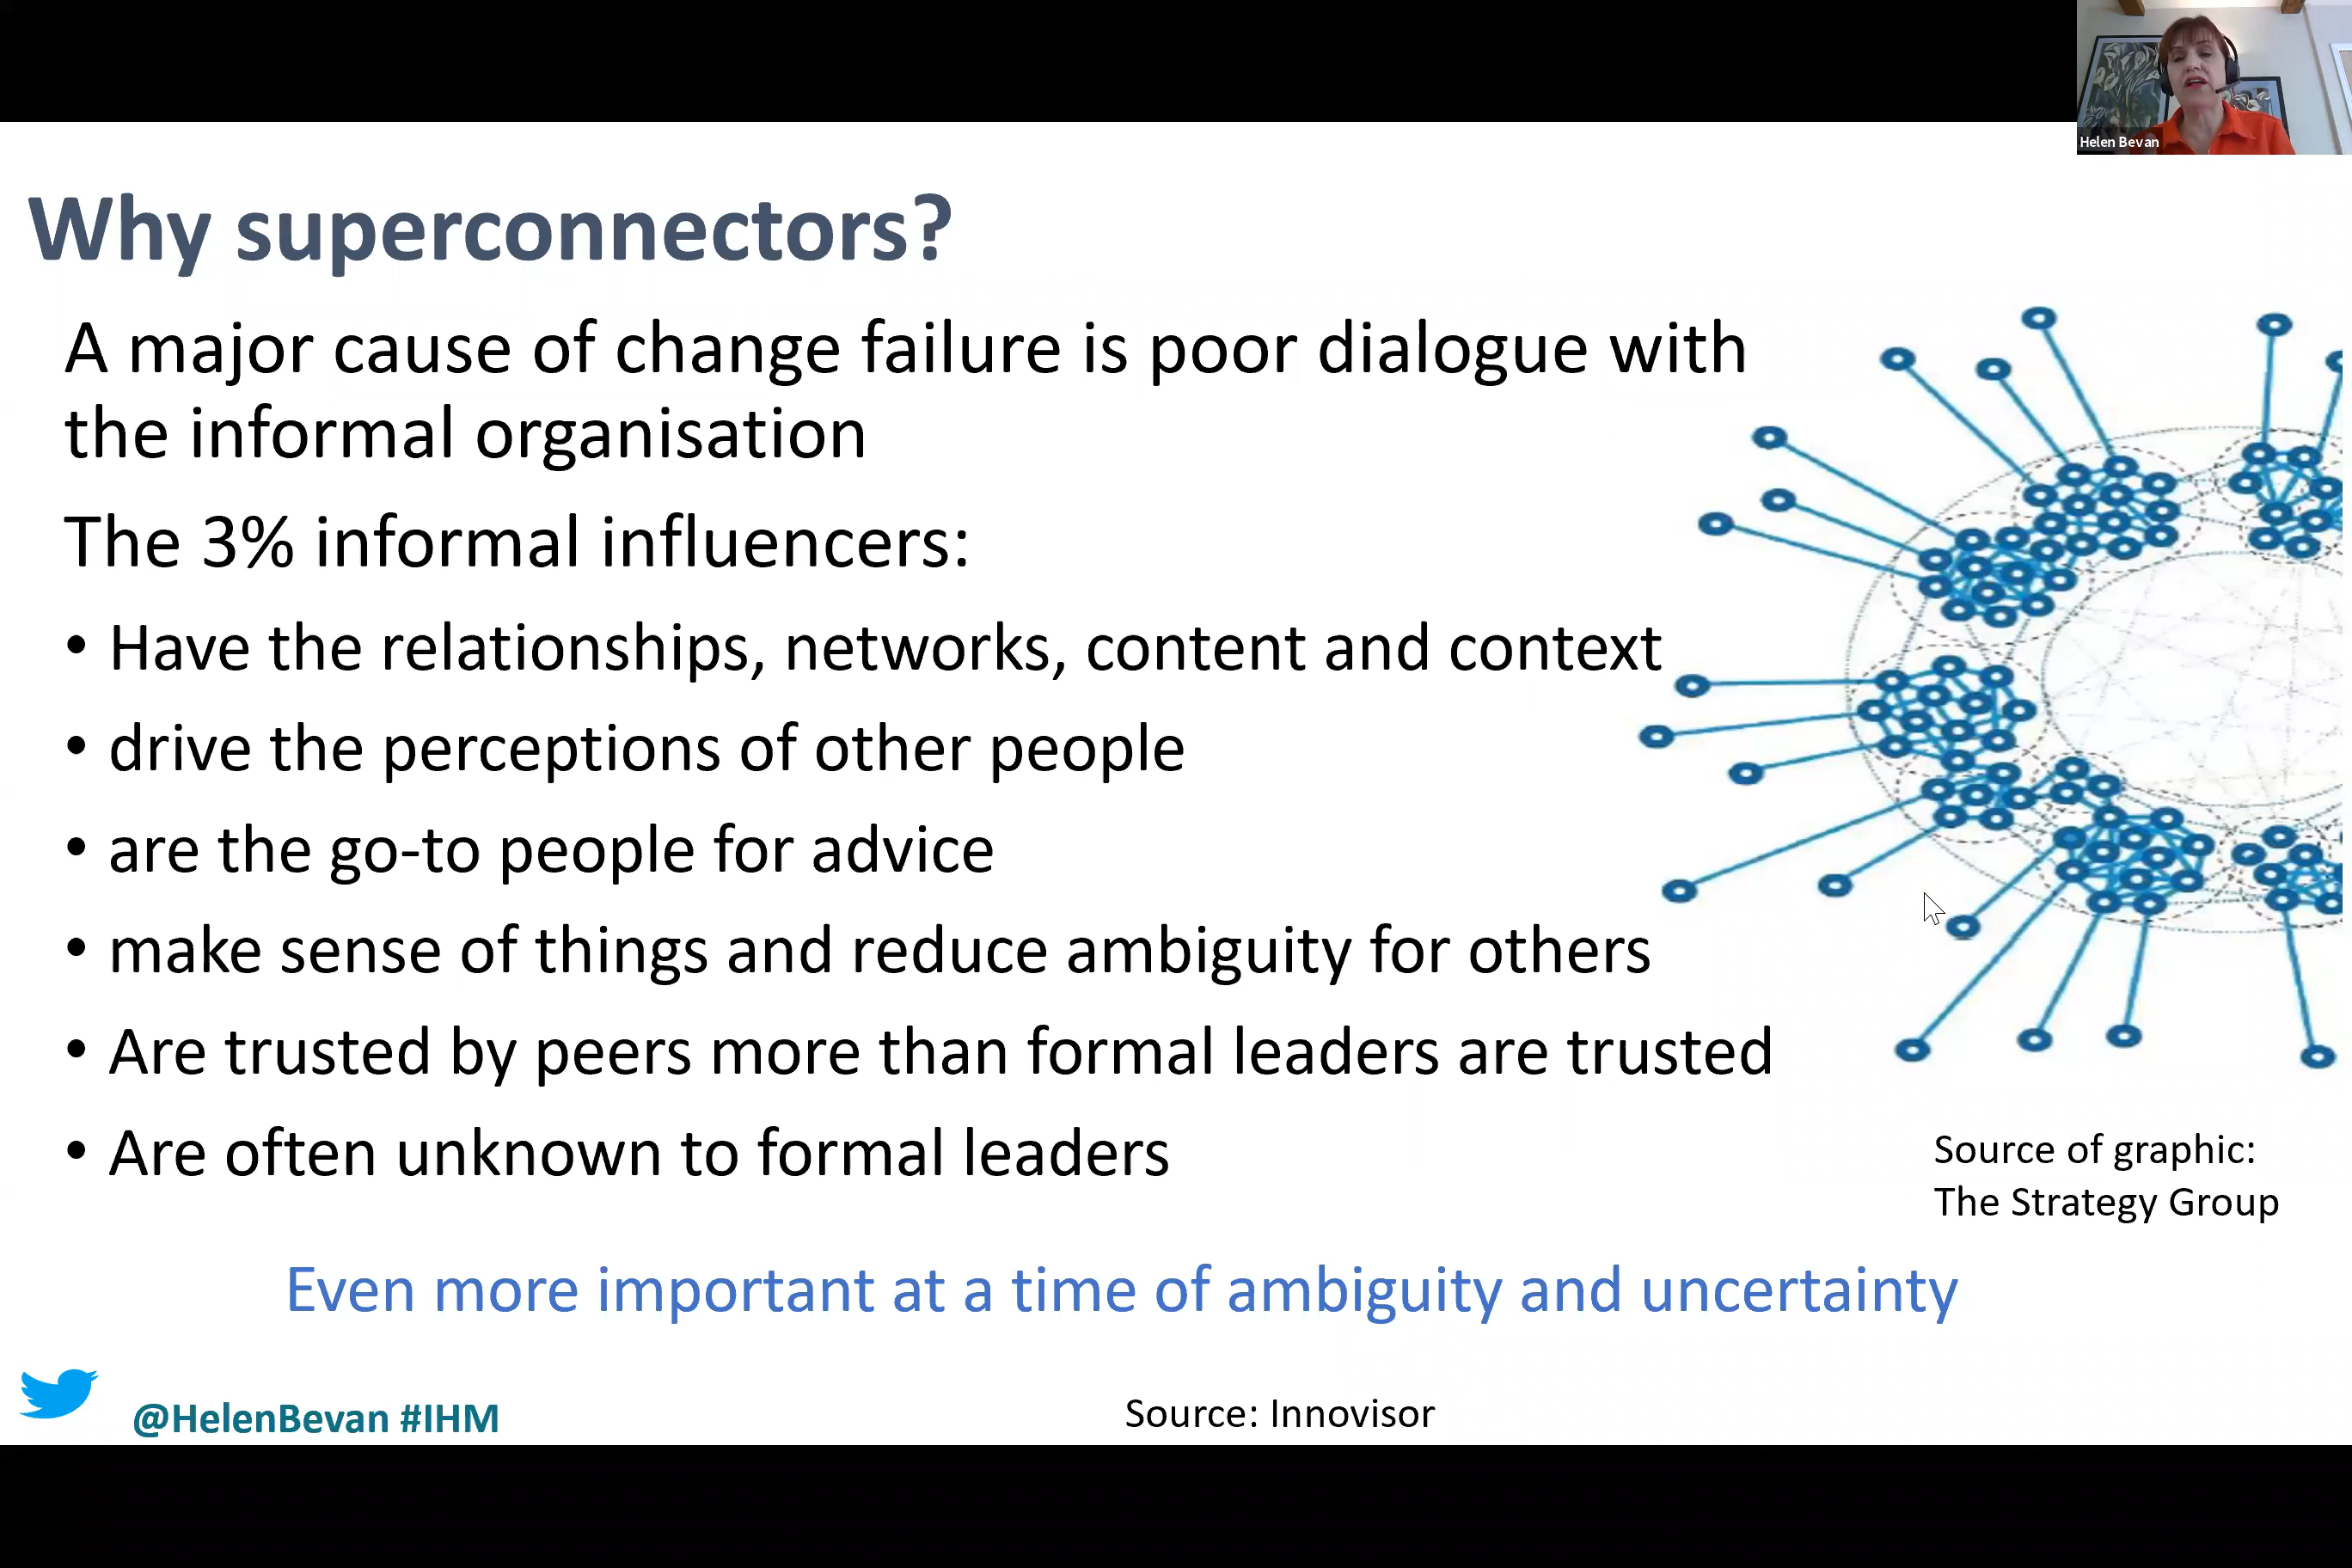 Helen Bevan
Why superconnectors?
A major cause of change failure is poor dialogue with
the informal organisation
The 3% informal influencers:
• Have the relationships, networks, content and context
• drive the perceptions of other people
• are the go-to people for advice
• make sense of things and reduce ambiguity for others
• Are trusted by peers more than formal leaders are trusted
• Are often unknown to formal leaders
Source of graphic:
The Strategy Group
Even more important at a time of ambiguity and uncertainty
@HelenBevan #IHM
Source: Innovisor